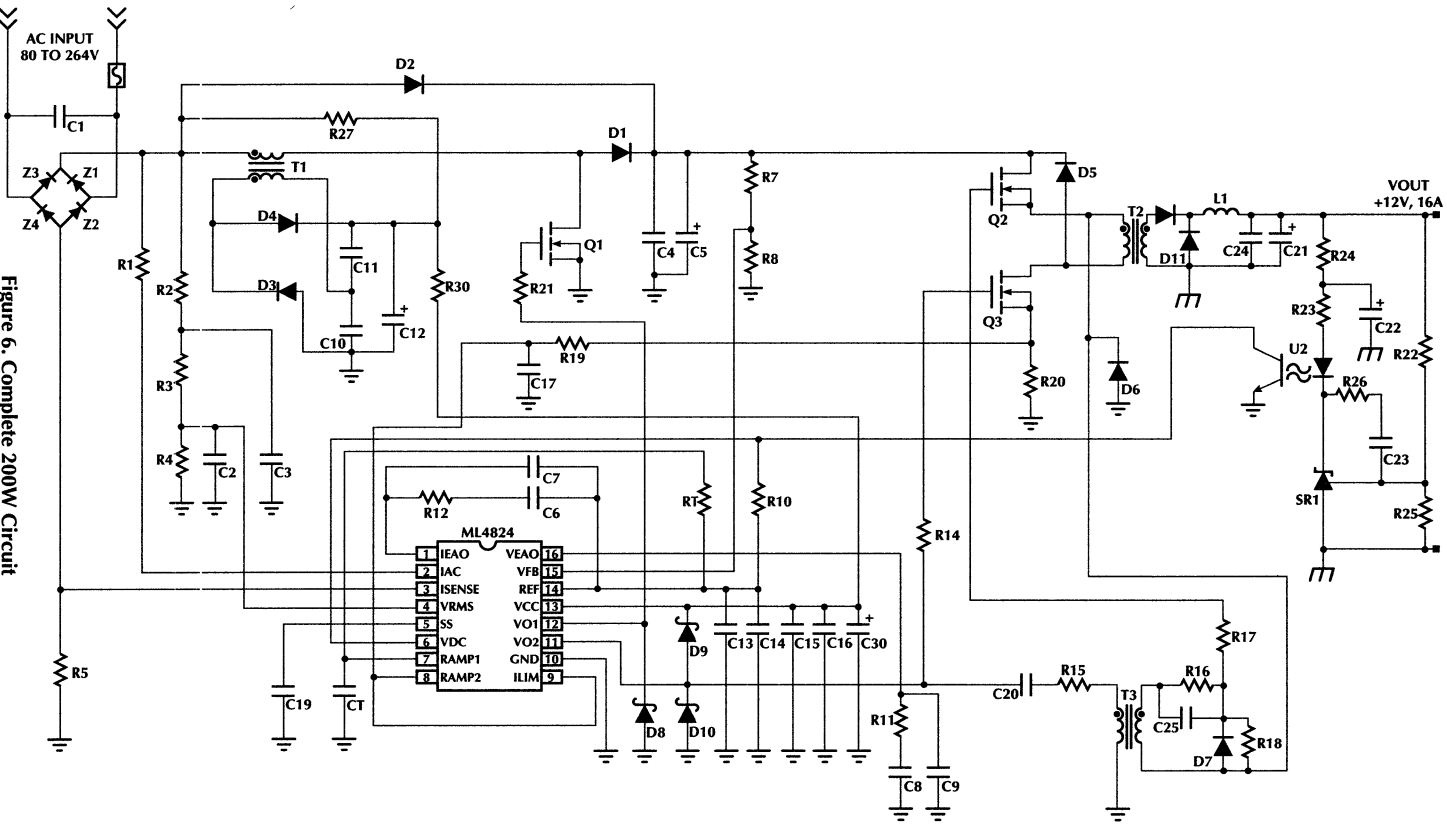 AC INPUT
80 TO 264V
C1
Z3
Z1
Z4
Z2
D2
R27
T1
D1
D4
D3
C11
C10
C12
R30
R1
R2
R3
R4
C2
C3
R5
Q1
R21
C4
C5
R7
R8
R19
C17
Q2
D5
Q3
R20
D6
T2
L1
D11
C24
C21
VOUT
+12V, 16A
R24
R23
C22
R22
U2
R26
C23
SR1
R25
C7
R12
C6
RT
R10
R14
ML4824
1 IEAO VEAO 16
2 IAC VFB 15
3 ISENSE REF 14
4 VRMS VCC 13
5 SS VO1 12
6 VDC VO2 11
7 RAMP1 GND 10
8 RAMP2 ILIM 9
C19
CT
D9
C13
C14
C15
C16
C30
D8
D10
R11
C8
C9
C20
R15
T3
R16
C25
R17
D7
R18
Figure 6. Complete 200W Circuit